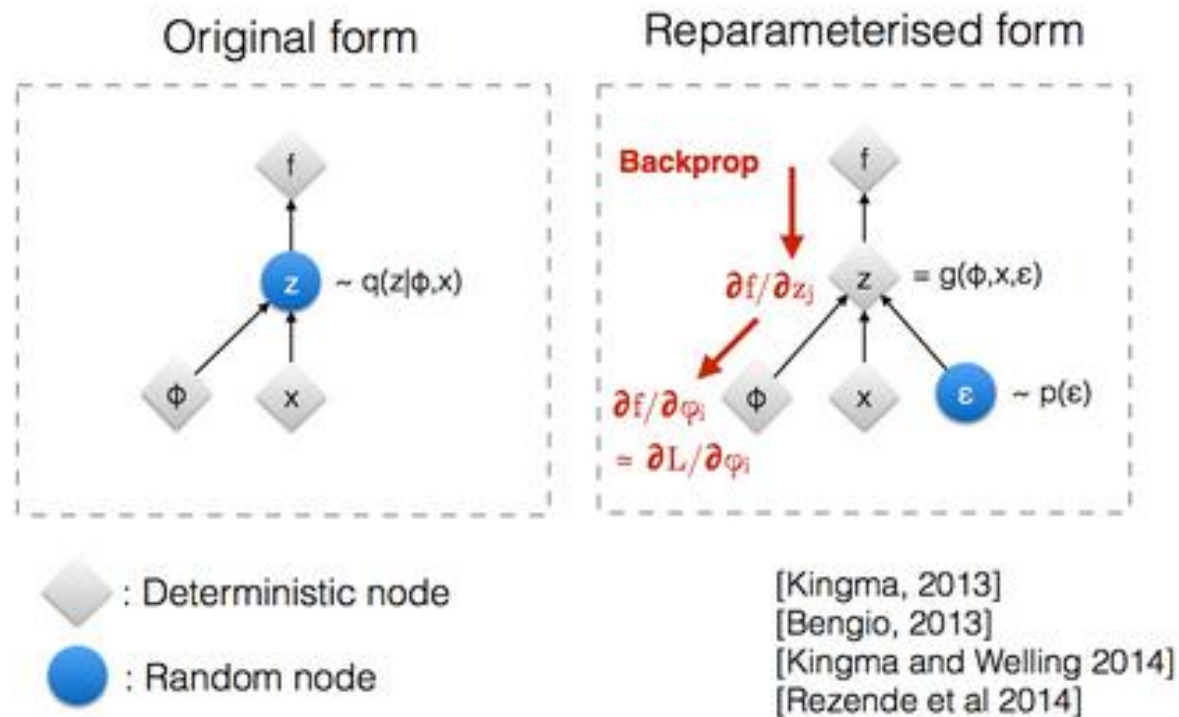 Original form
f
z ~ q(z|ϕ,x)
ϕ x
Reparameterised form
Backprop f
∂f/∂zj z = g(ϕ,x,ε)
∂f/∂φi ϕ x ε ~ p(ε)
= ∂L/∂φi
: Deterministic node
: Random node
[Kingma, 2013]
[Bengio, 2013]
[Kingma and Welling 2014]
[Rezende et al 2014]